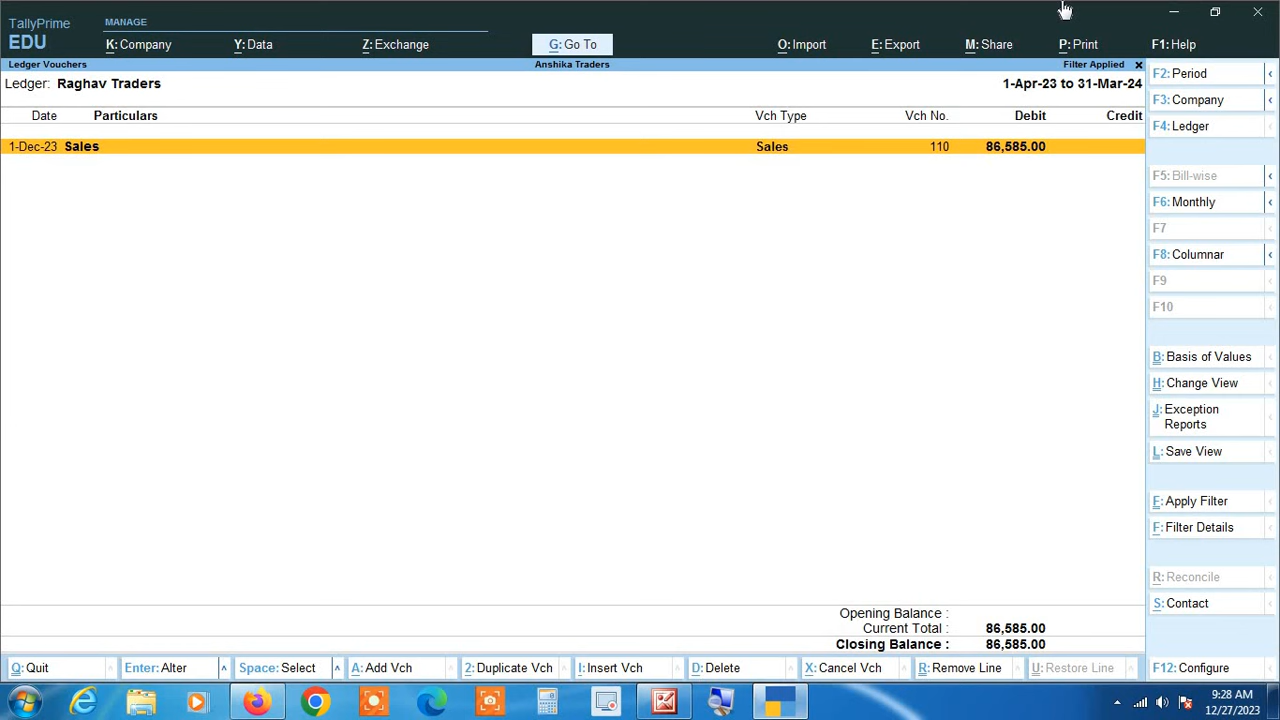 TallyPrime
EDU
MANAGE
K: Company
Y: Data
Z: Exchange
G: Go To
O: Import
E: Export
M: Share
P: Print
F1: Help
Ledger Vouchers
Anshika Traders
Filter Applied ×
Ledger: Raghav Traders
1-Apr-23 to 31-Mar-24
Date Particulars Vch Type Vch No. Debit Credit
1-Dec-23 Sales Sales 110 86,585.00
Opening Balance :
Current Total : 86,585.00
Closing Balance : 86,585.00
F2: Period
F3: Company
F4: Ledger
F5: Bill-wise
F6: Monthly
F7
F8: Columnar
F9
F10
B: Basis of Values
H: Change View
J: Exception
Reports
L: Save View
F: Apply Filter
F: Filter Details
R: Reconcile
S: Contact
F12: Configure
Q: Quit
Enter: Alter
Space: Select
A: Add Vch
2: Duplicate Vch
I: Insert Vch
D: Delete
X: Cancel Vch
R: Remove Line
U: Restore Line
9:28 AM
12/27/2023